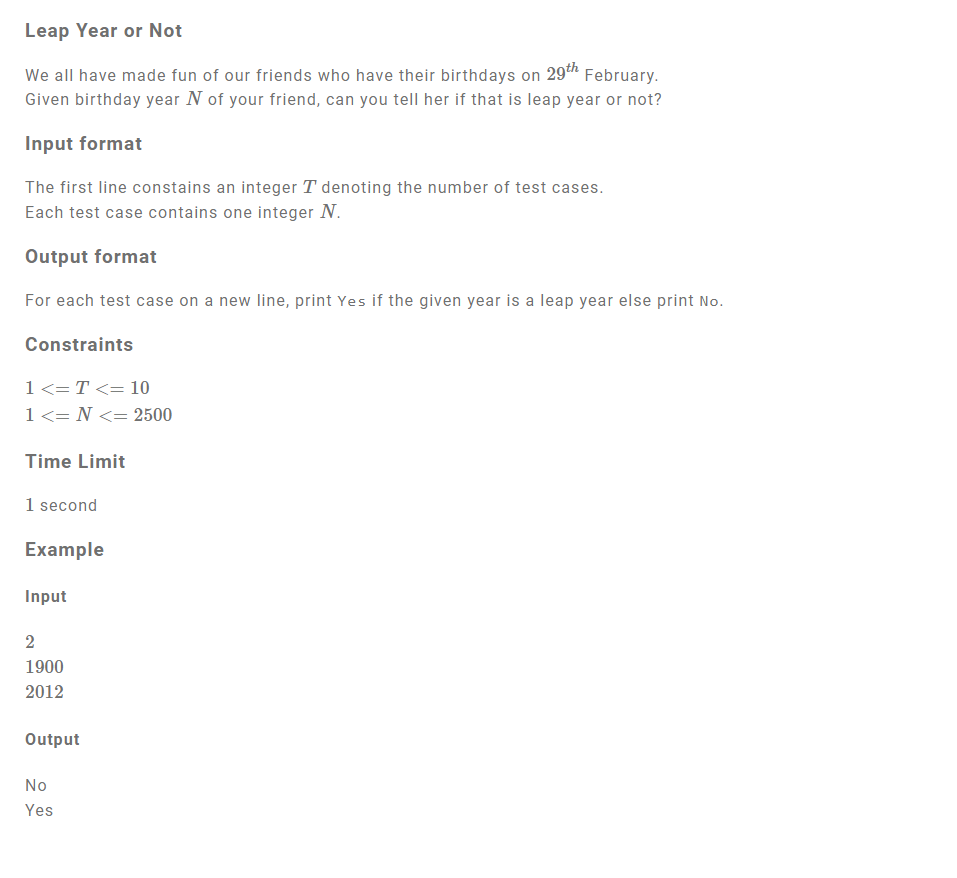 Leap Year or Not
We all have made fun of our friends who have their birthdays on 29th February.
Given birthday year N of your friend, can you tell her if that is leap year or not?
Input format
The first line constains an integer T denoting the number of test cases.
Each test case contains one integer N.
Output format
For each test case on a new line, print Yes if the given year is a leap year else print No.
Constraints
1 <= T <= 10
1 <= N <= 2500
Time Limit
1 second
Example
Input
2
1900
2012
Output
No
Yes